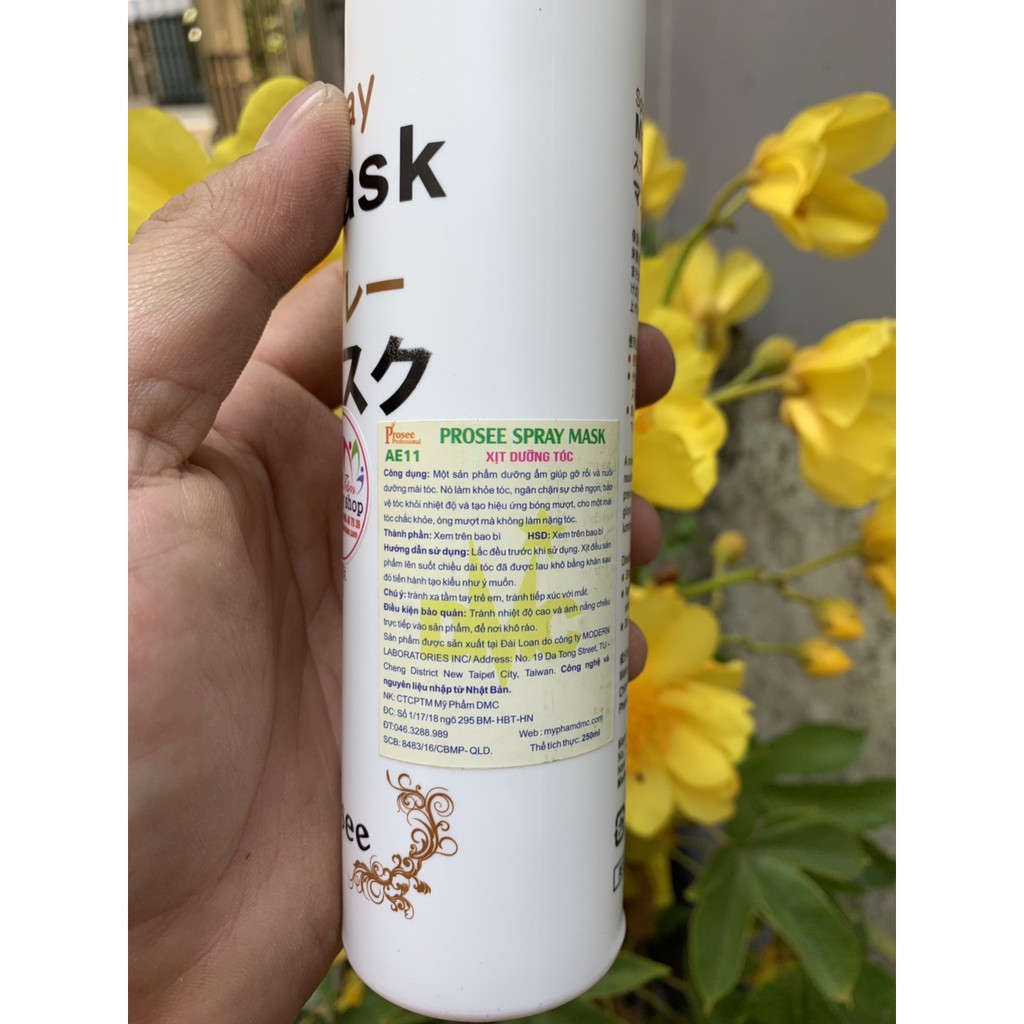 ay
ask
レー
スク
Prosee
Professional
PROSEE SPRAY MASK
AE11
XỊT DƯỠNG TÓC
Công dụng: Một sản phẩm dưỡng ẩm giúp gỡ rối và nuôi
dưỡng mái tóc. Nó làm khỏe tóc, ngăn chặn sự chẻ ngọn, bảo
vệ tóc khỏi nhiệt độ và tạo hiệu ứng bóng mượt, cho một mái
tóc chắc khỏe, óng mượt mà không làm nặng tóc.
Thành phần: Xem trên bao bì HSD: Xem trên bao bì
Hướng dẫn sử dụng: Lắc đều trước khi sử dụng. Xịt đều sản
phẩm lên suốt chiều dài tóc đã được lau khô bằng khăn sau
đó tiến hành tạo kiểu như ý muốn.
Chú ý: tránh xa tầm tay trẻ em, tránh tiếp xúc với mắt.
Điều kiện bảo quản: Tránh nhiệt độ cao và ánh nắng chiếu
trực tiếp vào sản phẩm, để nơi khô ráo.
Sản phẩm được sản xuất tại Đài Loan do công ty MODERN
LABORATORIES INC/ Address: No. 19 Da Tong Street, TU -
Cheng District New Taipei City, Taiwan. Công nghệ và
nguyên liệu nhập từ Nhật Bản.
NK: CTCPTM Mỹ Phẩm DMC
ĐC: Số 1/17/18 ngõ 295 BM- HBT-HN
ĐT:046.3288.989 Web : myphamdmc.com
SCB: 8483/16/CBMP- QLD. Thể tích thực: 250ml
shop
ee